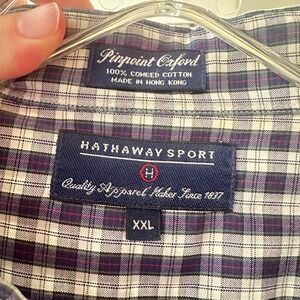 Pinpoint Oxford
100% COMBED COTTON
MADE IN HONG KONG
HATHAWAY SPORT
H
Quality Apparel Maker Since 1837
XXL